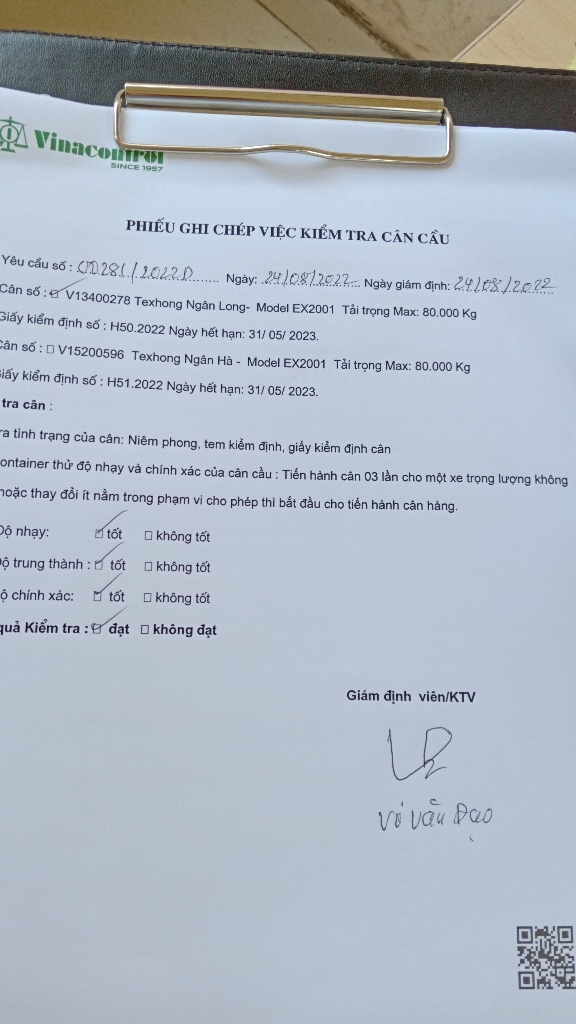 Vinacontrol
SINCE 1957
PHIẾU GHI CHÉP VIỆC KIỂM TRA CÂN CẦU
Yêu cầu số : 0D281/2022D Ngày: 24/08/2022 Ngày giám định: 24/08/2022
Cân số : ☑ V13400278 Texhong Ngân Long- Model EX2001 Tải trọng Max: 80.000 Kg
Giấy kiểm định số : H50.2022 Ngày hết hạn: 31/ 05/ 2023.
Cân số : ☐ V15200596 Texhong Ngân Hà - Model EX2001 Tải trọng Max: 80.000 Kg
Giấy kiểm định số : H51.2022 Ngày hết hạn: 31/ 05/ 2023.
tra cân :
ra tình trạng của cân: Niêm phong, tem kiểm định, giấy kiểm định cân
ontainer thử độ nhạy và chính xác của cân cầu : Tiến hành cân 03 lần cho một xe trọng lượng không
hoặc thay đổi ít nằm trong phạm vi cho phép thì bắt đầu cho tiến hành cân hàng.
Độ nhạy: ☑ tốt ☐ không tốt
Độ trung thành : ☑ tốt ☐ không tốt
ộ chính xác: ☑ tốt ☐ không tốt
quả Kiểm tra : ☑ đạt ☐ không đạt
Giám định viên/KTV
Võ Văn Đạo